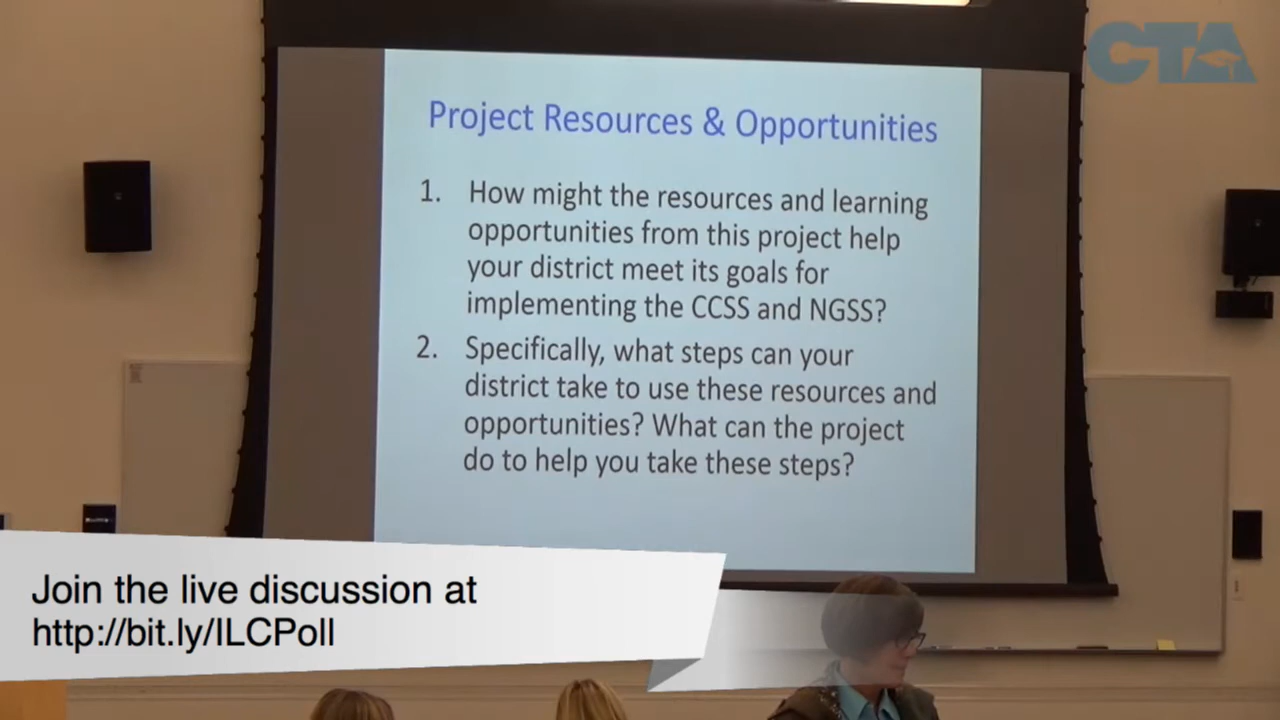 CTA
Project Resources & Opportunities
1. How might the resources and learning
opportunities from this project help
your district meet its goals for
implementing the CCSS and NGSS?
2. Specifically, what steps can your
district take to use these resources and
opportunities? What can the project
do to help you take these steps?
Join the live discussion at
http://bit.ly/ILCPoll